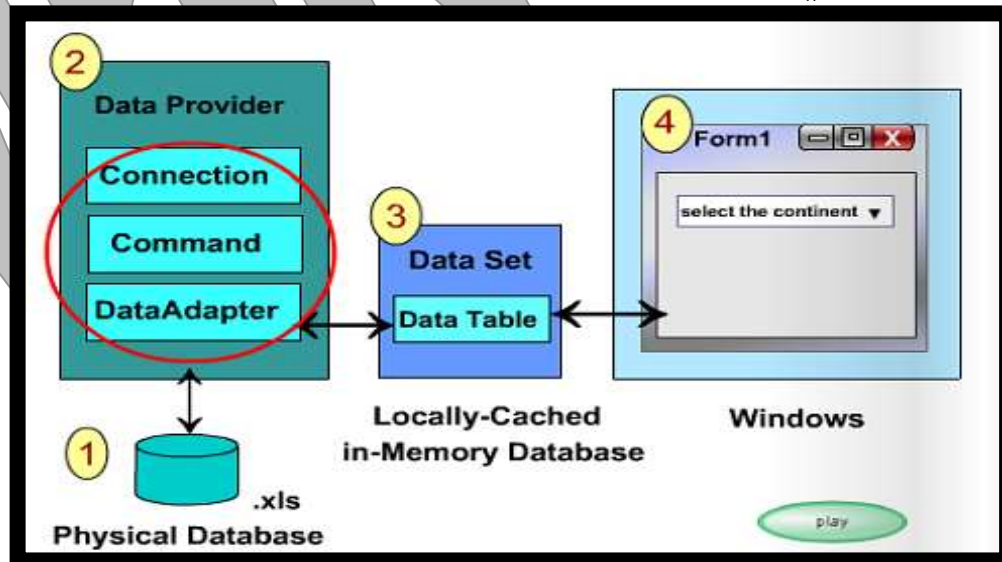 2
Data Provider
Connection
Command
DataAdapter
1
.xls
Physical Database
3
Data Set
Data Table
Locally-Cached
in-Memory Database
4
Form1
X
select the continent
Windows
play